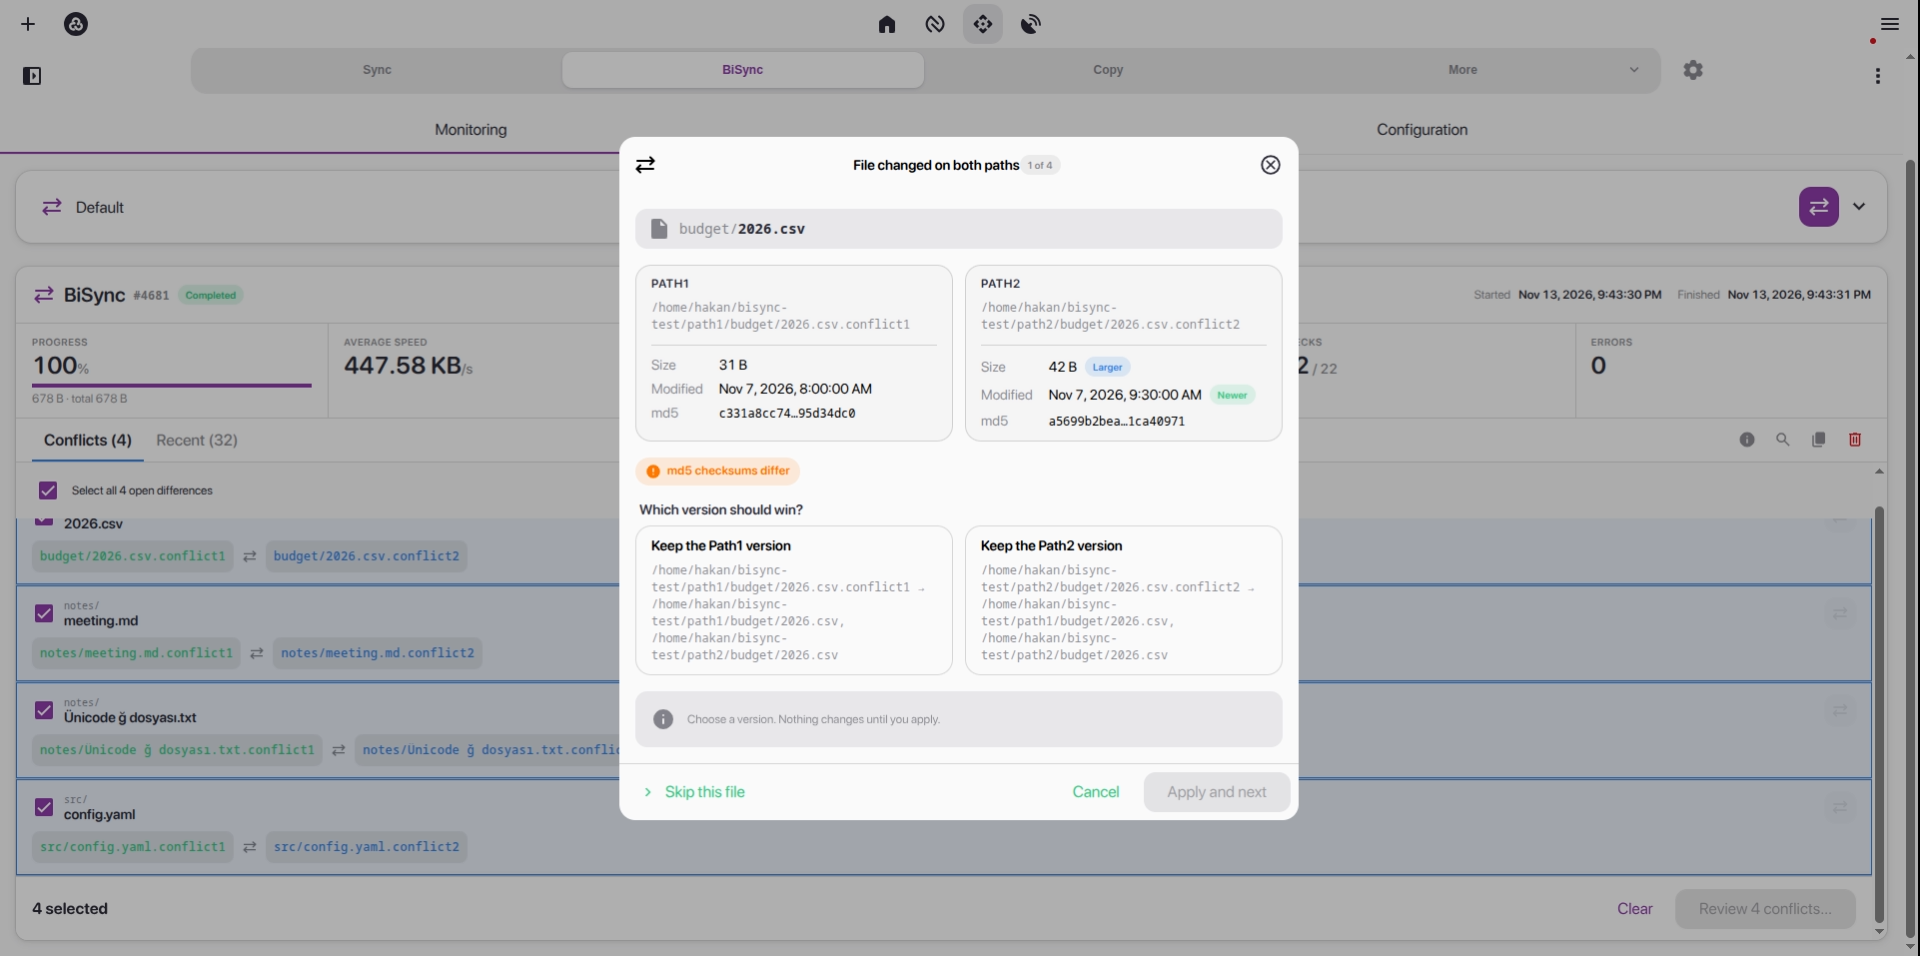 Sync
BiSync
Copy
More
Monitoring
Configuration
Default
BiSync #4681 Completed
Started Nov 13, 2026, 9:43:30 PM Finished Nov 13, 2026, 9:43:31 PM
PROGRESS
100%
678 B · total 678 B
AVERAGE SPEED
447.58 KB/s
/ 22
ERRORS
0
Conflicts (4) Recent (32)
Select all 4 open differences
2026.csv
budget/2026.csv.conflict1 budget/2026.csv.conflict2
notes/
meeting.md
notes/meeting.md.conflict1 notes/meeting.md.conflict2
notes/
Ünicode ğ dosyası.txt
notes/Ünicode ğ dosyası.txt.conflict1 notes/Ünicode ğ dosyası.txt.conflic
src/
config.yaml
src/config.yaml.conflict1 src/config.yaml.conflict2
4 selected
Clear
Review 4 conflicts...
File changed on both paths 1 of 4
budget/2026.csv
PATH1
/home/hakan/bisync-
test/path1/budget/2026.csv.conflict1
Size 31 B
Modified Nov 7, 2026, 8:00:00 AM
md5 c331a8cc74…95d34dc0
PATH2
/home/hakan/bisync-
test/path2/budget/2026.csv.conflict2
Size 42 B Larger
Modified Nov 7, 2026, 9:30:00 AM Newer
md5 a5699b2bea…1ca40971
md5 checksums differ
Which version should win?
Keep the Path1 version
/home/hakan/bisync-
test/path1/budget/2026.csv.conflict1 →
/home/hakan/bisync-
test/path1/budget/2026.csv,
/home/hakan/bisync-
test/path2/budget/2026.csv
Keep the Path2 version
/home/hakan/bisync-
test/path2/budget/2026.csv.conflict2 →
/home/hakan/bisync-
test/path1/budget/2026.csv,
/home/hakan/bisync-
test/path2/budget/2026.csv
Choose a version. Nothing changes until you apply.
Skip this file
Cancel
Apply and next